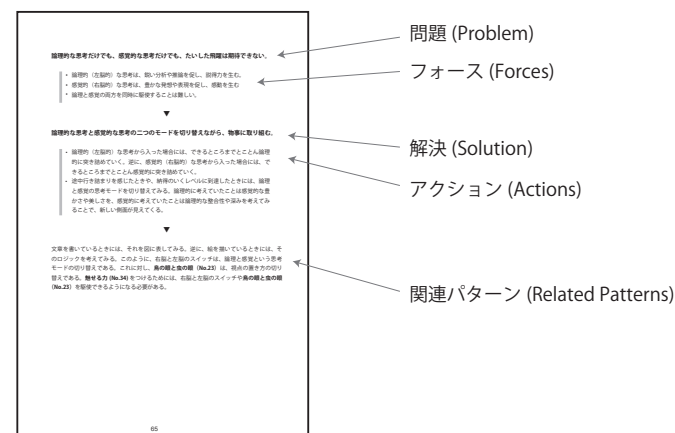 論理的な思考だけでも、感覚的な思考だけでも、たいした飛躍は期待できない。
・ 論理的（左脳的）な思考は、鋭い分析や推論を促し、説得力を生む。
・ 感覚的（右脳的）な思考は、豊かな発想や表現を促し、感動を生む
・ 論理と感覚の両方を同時に駆使することは難しい。
▼
論理的な思考と感覚的な思考の二つのモードを切り替えながら、物事に取り組む。
・ 論理的（左脳的）な思考から入った場合には、できるところまでとことん論理
的に突き詰めていく。逆に、感覚的（右脳的）な思考から入った場合には、で
きるところまでとことん感覚的に突き詰めていく。
・ 途中行き詰まりを感じたときや、納得のいくレベルに到達したときには、論理
と感覚の思考モードを切り替えてみる。論理的に考えていたことは感覚的な豊
かさや美しさを、感覚的に考えていたことは論理的な整合性や深みを考えてみ
ることで、新しい側面が見えてくる。
▼
文章を書いているときには、それを図に表してみる。逆に、絵を描いているときには、そ
のロジックを考えてみる。このように、右脳と左脳のスイッチは、論理と感覚という思考
モードの切り替えである。これに対し、鳥の眼と虫の眼（No.23）は、視点の置き方の切り
替えである。魅せる力 (No.34) をつけるためには、右脳と左脳のスイッチや鳥の眼と虫の眼
（No.23）を駆使できるようになる必要がある。
65
問題 (Problem)
フォース (Forces)
解決 (Solution)
アクション (Actions)
関連パターン (Related Patterns)